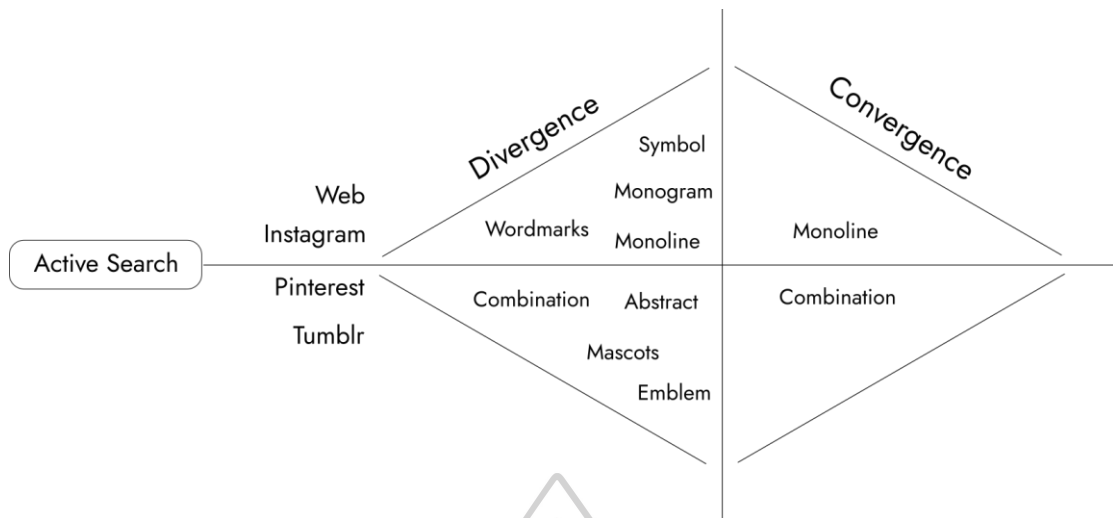 Divergence
Convergence
Symbol
Monogram
Web
Instagram
Wordmarks
Monoline
Monoline
Active Search
Pinterest
Tumblr
Combination
Abstract
Combination
Mascots
Emblem